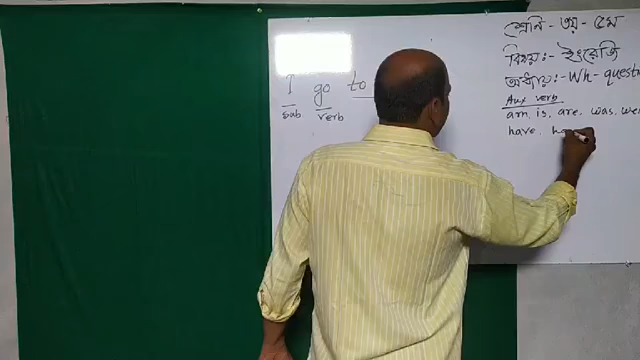 শ্রেনি - ৩য় - ৫ম
বিষয়ঃ- ইংরেজি
অধ্যায়ঃ- Wh- questi
Aux verb
am, is, are, was, we
have, h
I go to
Sub verb